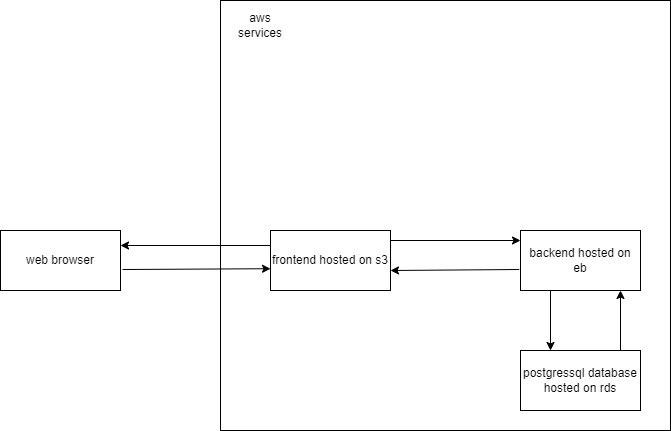 aws
services
web browser
frontend hosted on s3
backend hosted on
eb
postgressql database
hosted on rds